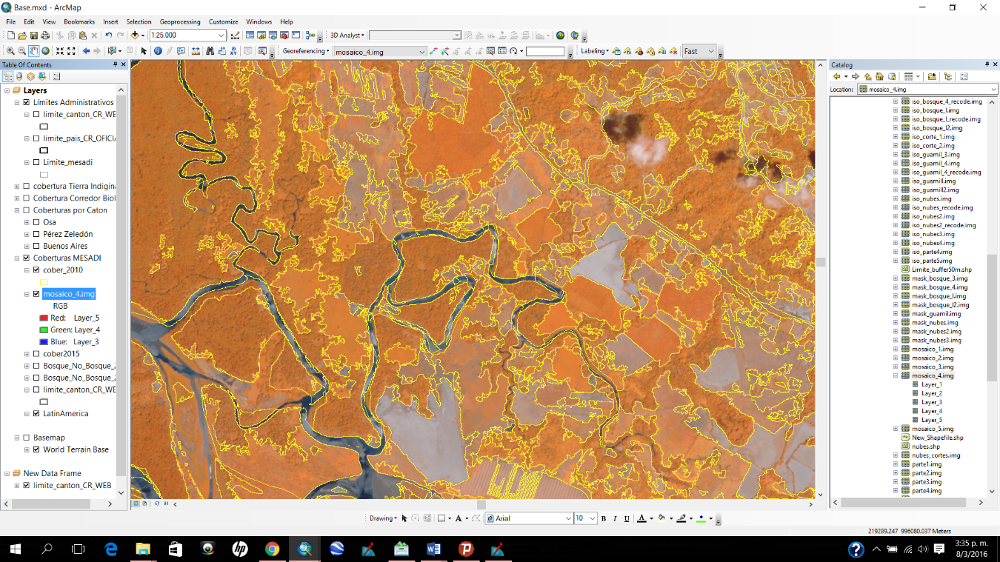 Base.mxd - ArcMap
File Edit View Bookmarks Insert Selection Geoprocessing Customize Windows Help
1:25.000 3D Analyst
Georeferencing mosaico_4.img Labeling Fast
Table Of Contents
Layers
Límites Administrativos
limite_canton_CR_WE
limite_pais_CR_OFICI
Limite_mesadi
cobertura Tierra Indigin
Cobertura Corredor Biol
Coberturas por Caton
Osa
Pérez Zeledón
Buenos Aires
Coberturas MESADI
cober_2010
mosaico_4.img
RGB
Red: Layer_5
Green: Layer_4
Blue: Layer_3
cober2015
Bosque_No_Bosque_2
Bosque_No_Bosque_2
limite_canton_CR_WE
LatinAmerica
Basemap
World Terrain Base
New Data Frame
limite_canton_CR_WEB
Catalog
Location: mosaico_4.img
iso_bosque_4_recode.img
iso_bosque_l.img
iso_bosque_l_recode.img
iso_bosque_l2.img
iso_corte_1.img
iso_corte_2.img
iso_guamil_3.img
iso_guamil_4.img
iso_guamil_4_recode.img
iso_guamill.img
iso_guamill2.img
iso_nubes.img
iso_nubes_recode.img
iso_nubes2.img
iso_nubes2_recode.img
iso_nubes3.img
iso_nubes4.img
iso_parte4.img
iso_parte5.img
Limite_buffer50m.shp
mask_bosque_3.img
mask_bosque_4.img
mask_bosque_l.img
mask_bosque_l2.img
mask_guamil.img
mask_nubes.img
mask_nubes2.img
mask_nubes3.img
mosaico_1.img
mosaico_2.img
mosaico_3.img
mosaico_4.img
Layer_1
Layer_2
Layer_3
Layer_4
Layer_5
mosaico_5.img
New_Shapefile.shp
nubes.shp
nubes_cortes.img
parte1.img
parte2.img
parte3.img
parte4.img
Drawing A Arial 10 B I U A
219289.247 996080.037 Meters
3:35 p. m.
8/3/2016